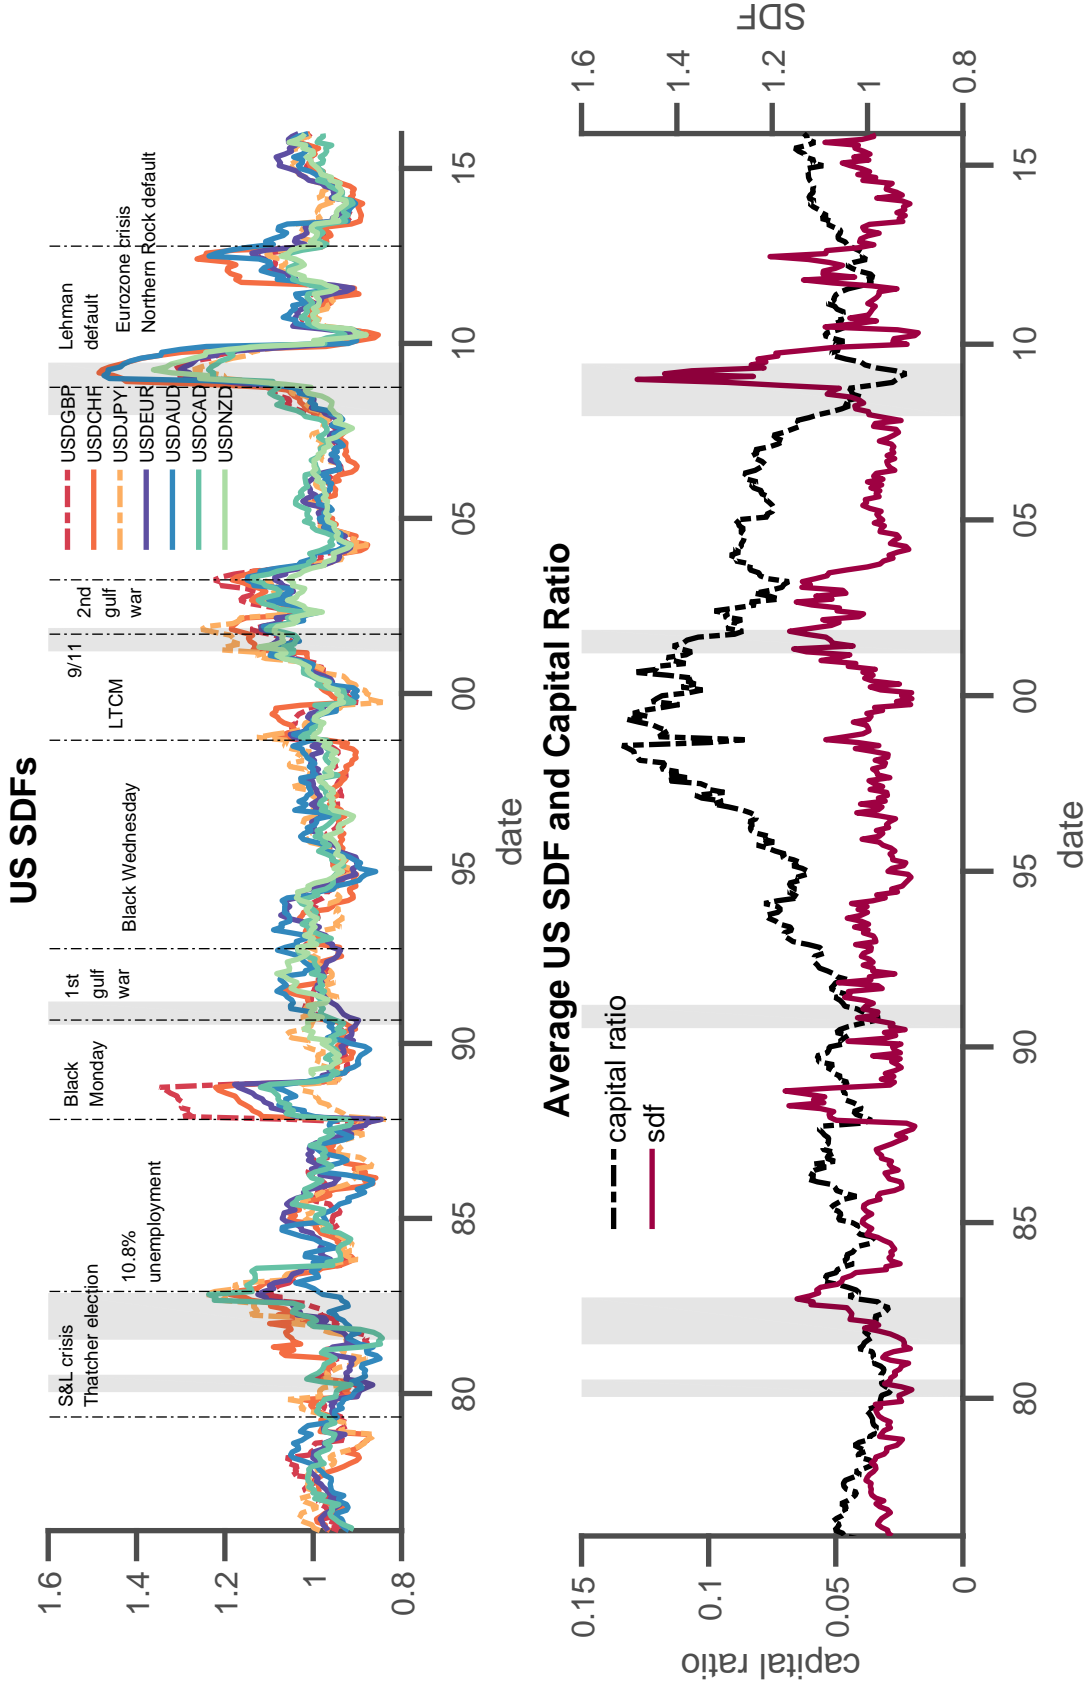 US SDFs
1.6
1.4
1.2
1
0.8
S&L crisis
Thatcher election
10.8%
unemployment
Black
Monday
1st
gulf
war
Black Wednesday
LTCM
9/11
2nd
gulf
war
Lehman
default
Eurozone crisis
Northern Rock default
USDGBP
USDCHF
USDJPY
USDEUR
USDAUD
USDCAD
USDNZD
80
85
90
95
00
05
10
15
date
Average US SDF and Capital Ratio
capital ratio
0.15
0.1
0.05
0
capital ratio
sdf
1.6
1.4
1.2
1
0.8
SDF
80
85
90
95
00
05
10
15
date